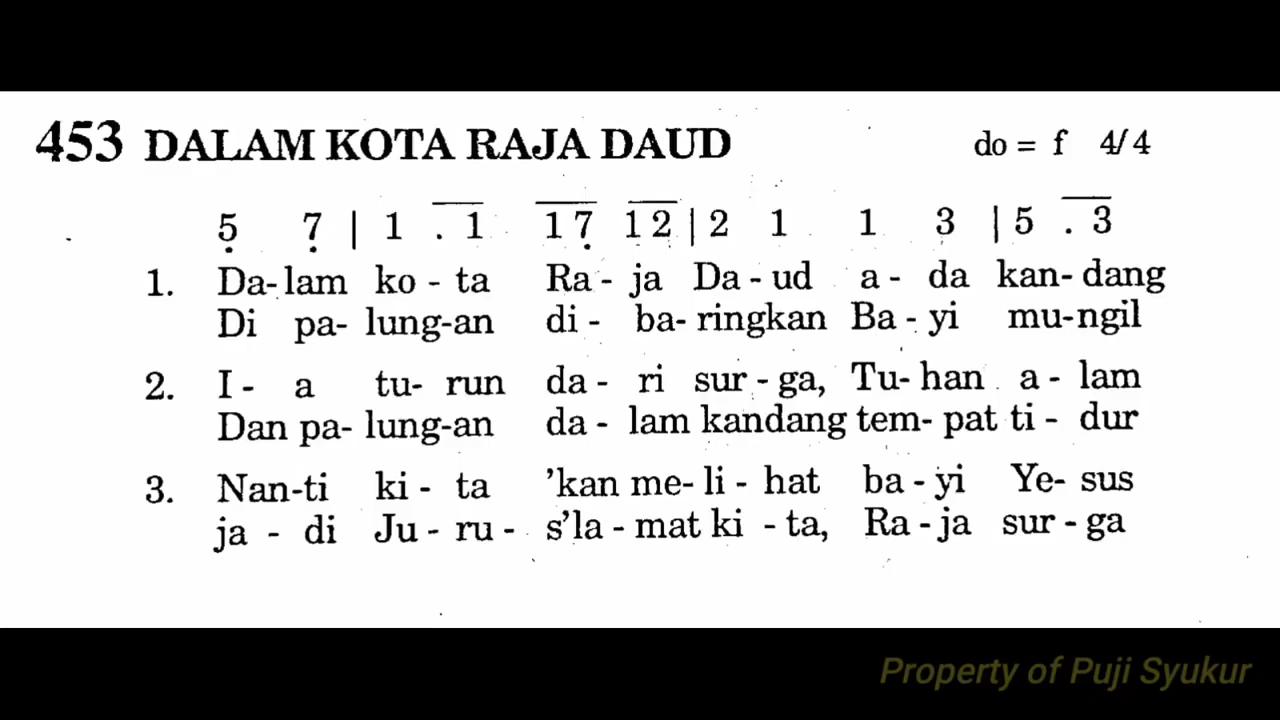 453 DALAM KOTA RAJA DAUD do = f 4/4
5̣ 7̣ | 1 . 1 1 7̣ 1 2 | 2 1 1 3 | 5 . 3
1. Da-lam ko - ta Ra - ja Da - ud a - da kan- dang
Di pa- lung-an di - ba- ringkan Ba - yi mu-ngil
2. I - a tu- run da - ri sur - ga, Tu- han a - lam
Dan pa- lung-an da - lam kandang tem- pat ti - dur
3. Nan-ti ki - ta ’kan me- li - hat ba - yi Ye- sus
ja - di Ju - ru - s’la - mat ki - ta, Ra - ja sur - ga
Property of Puji Syukur